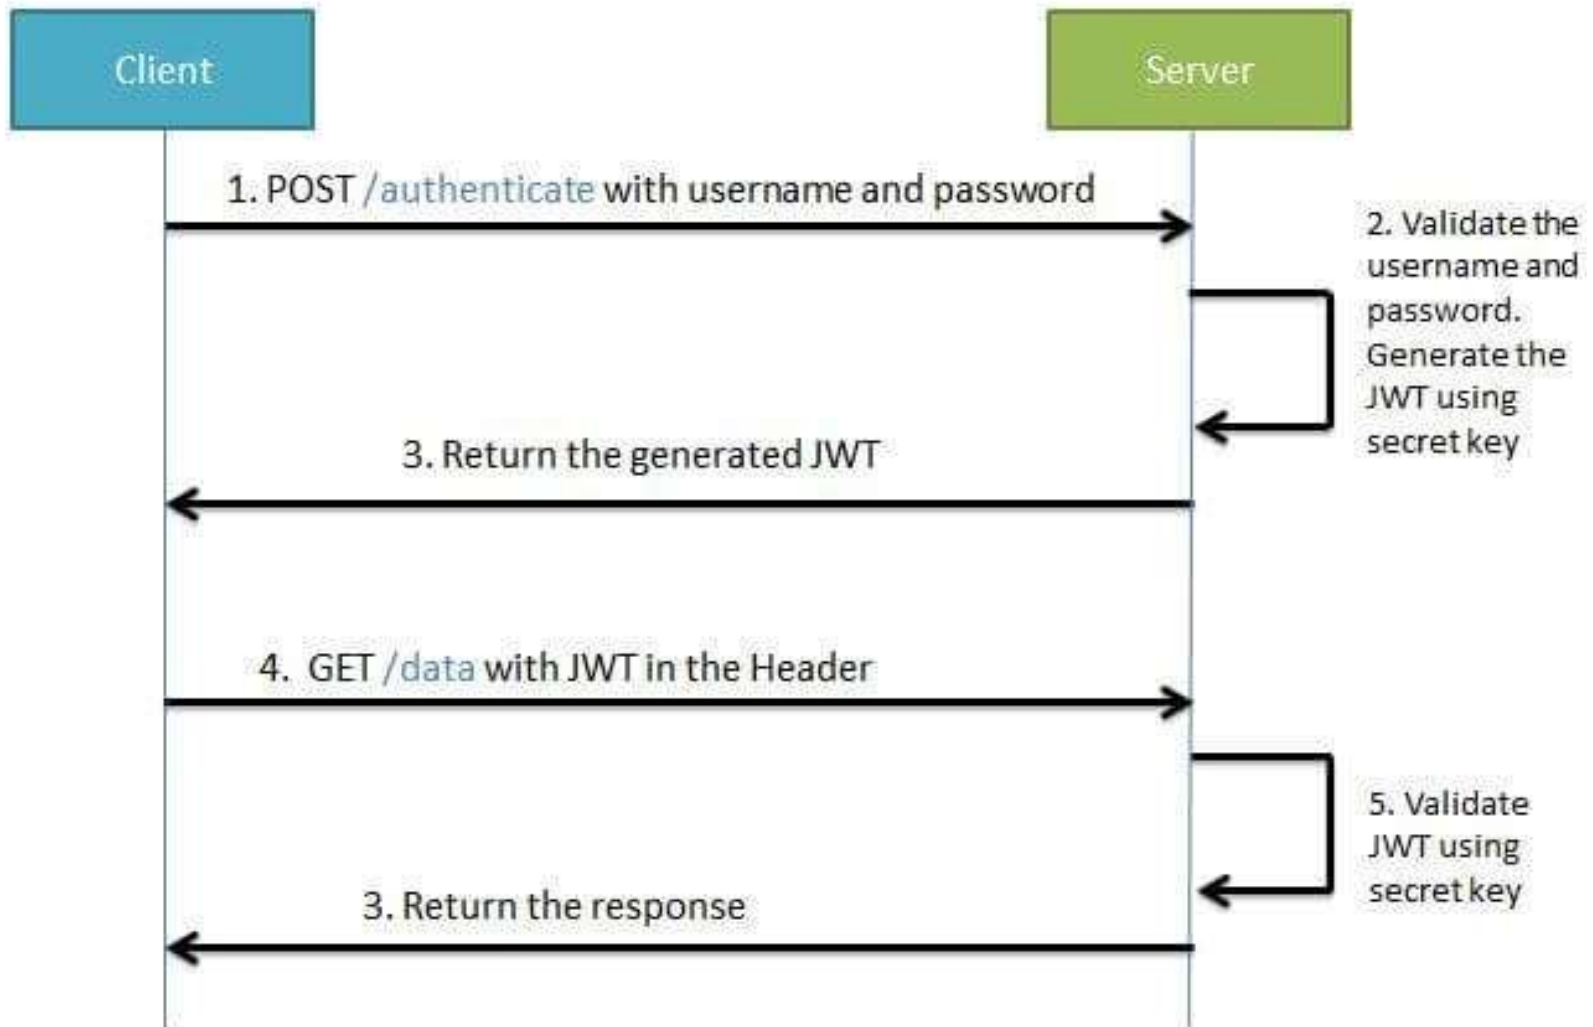 Client
Server
1. POST /authenticate with username and password
2. Validate the
username and
password.
Generate the
JWT using
secret key
3. Return the generated JWT
4. GET /data with JWT in the Header
5. Validate
JWT using
secret key
3. Return the response